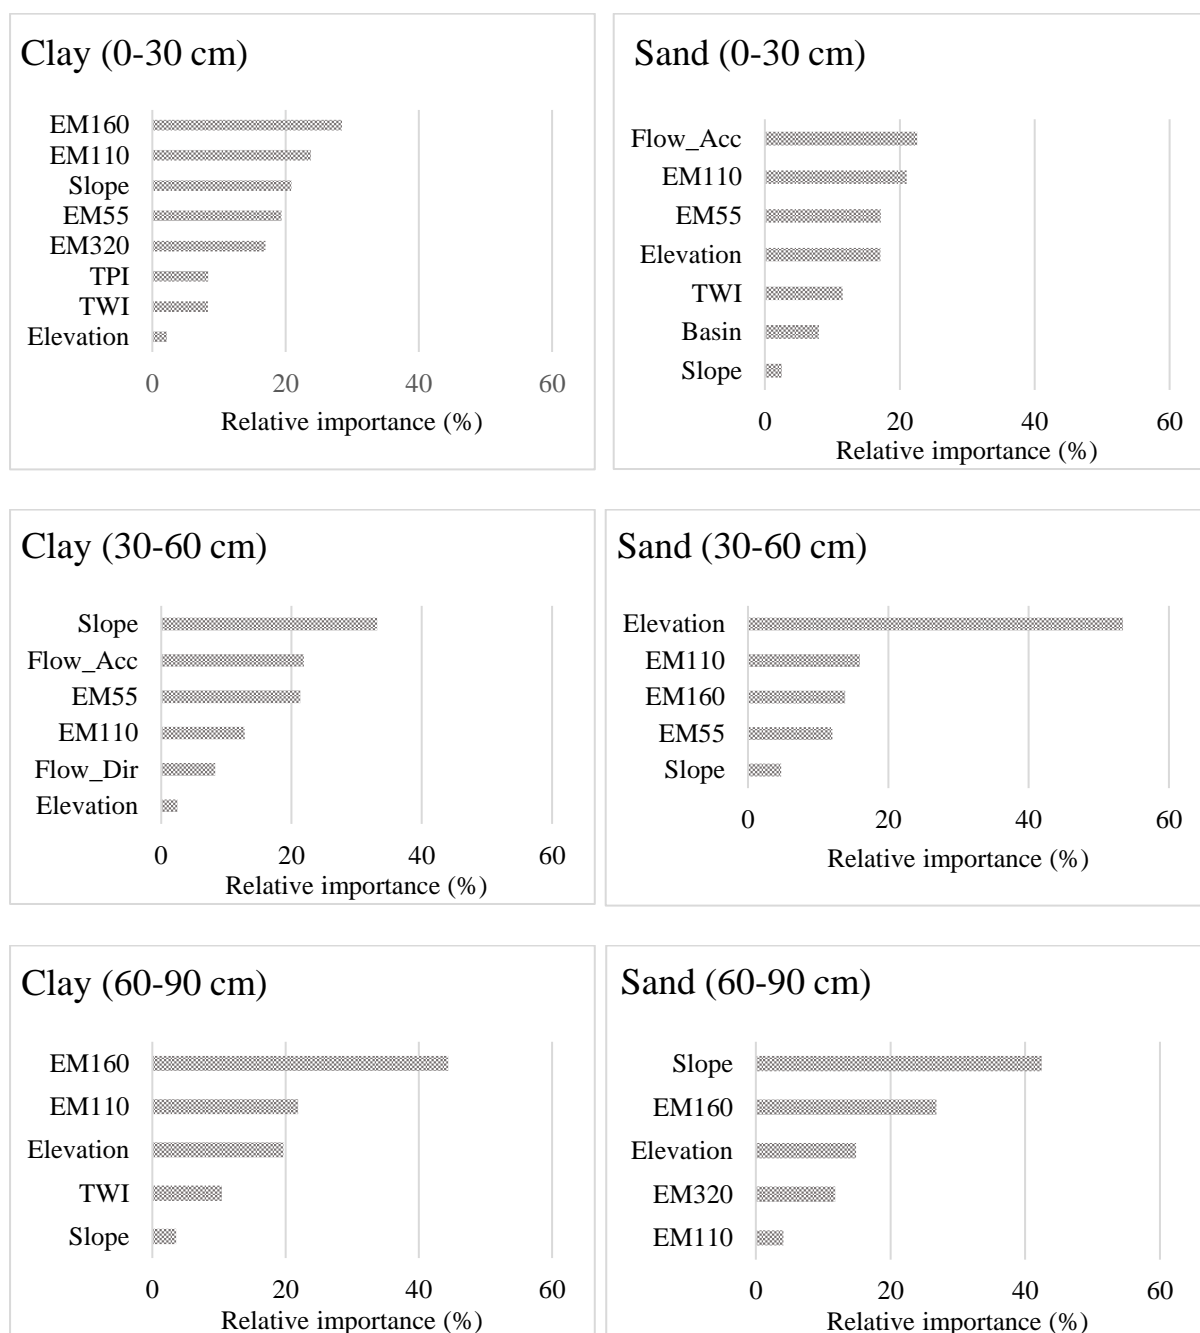 Clay (0-30 cm)
EM160
EM110
Slope
EM55
EM320
TPI
TWI
Elevation
0 20 40 60
Relative importance (%)
Sand (0-30 cm)
Flow_Acc
EM110
EM55
Elevation
TWI
Basin
Slope
0 20 40 60
Relative importance (%)
Clay (30-60 cm)
Slope
Flow_Acc
EM55
EM110
Flow_Dir
Elevation
0 20 40 60
Relative importance (%)
Sand (30-60 cm)
Elevation
EM110
EM160
EM55
Slope
0 20 40 60
Relative importance (%)
Clay (60-90 cm)
EM160
EM110
Elevation
TWI
Slope
0 20 40 60
Relative importance (%)
Sand (60-90 cm)
Slope
EM160
Elevation
EM320
EM110
0 20 40 60
Relative importance (%)